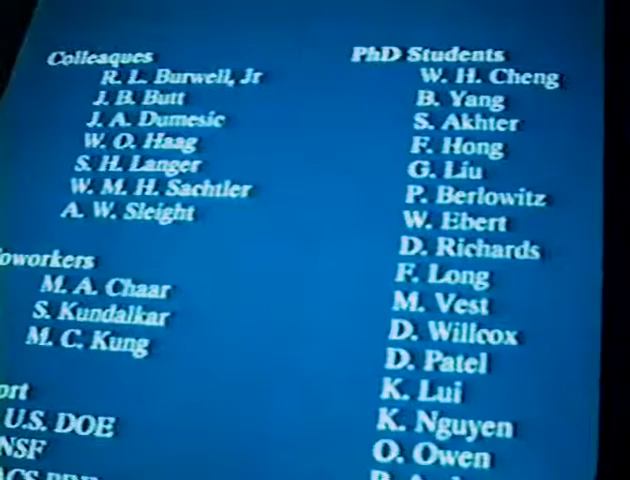 Colleaques
R. L. Burwell, Jr
J. B. Butt
J. A. Dumesic
W. O. Haag
S. H. Langer
W. M. H. Sachtler
A. W. Sleight
oworkers
M. A. Chaar
S. Kundalkar
M. C. Kung
ort
U.S. DOE
NSF
PhD Students
W. H. Cheng
B. Yang
S. Akhter
F. Hong
G. Liu
P. Berlowitz
W. Ebert
D. Richards
F. Long
M. Vest
D. Willcox
D. Patel
K. Lui
K. Nguyen
O. Owen